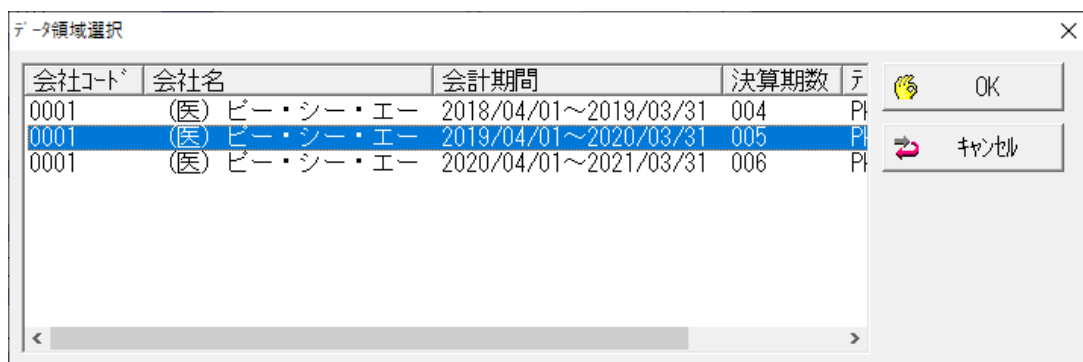 データ領域選択
会社コード 会社名 会計期間 決算期数 デ
0001 (医) ビー・シー・エー 2018/04/01～2019/03/31 004
0001 (医) ビー・シー・エー 2019/04/01～2020/03/31 005
0001 (医) ビー・シー・エー 2020/04/01～2021/03/31 006
OK
キャンセル